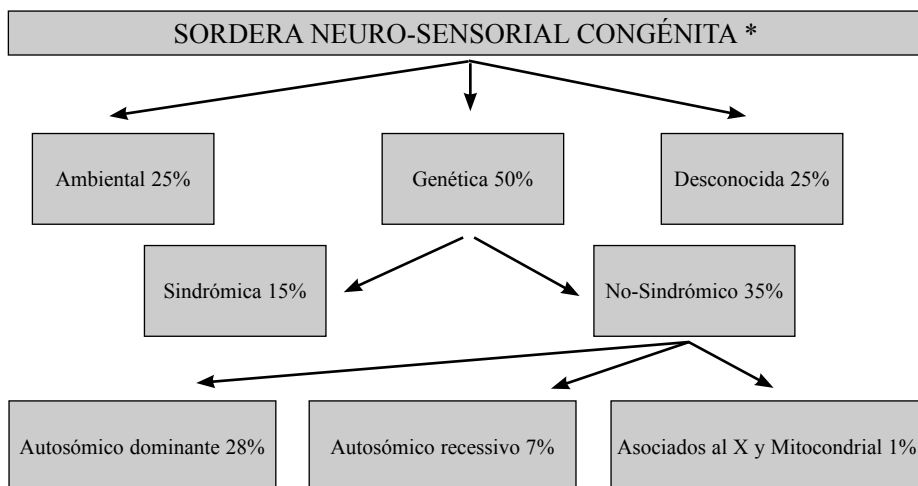 SORDERA NEURO-SENSORIAL CONGÉNITA *
Ambiental 25%
Genética 50%
Desconocida 25%
Sindrómica 15%
No-Sindrómico 35%
Autosómico dominante 28%
Autosómico recessivo 7%
Asociados al X y Mitocondrial 1%